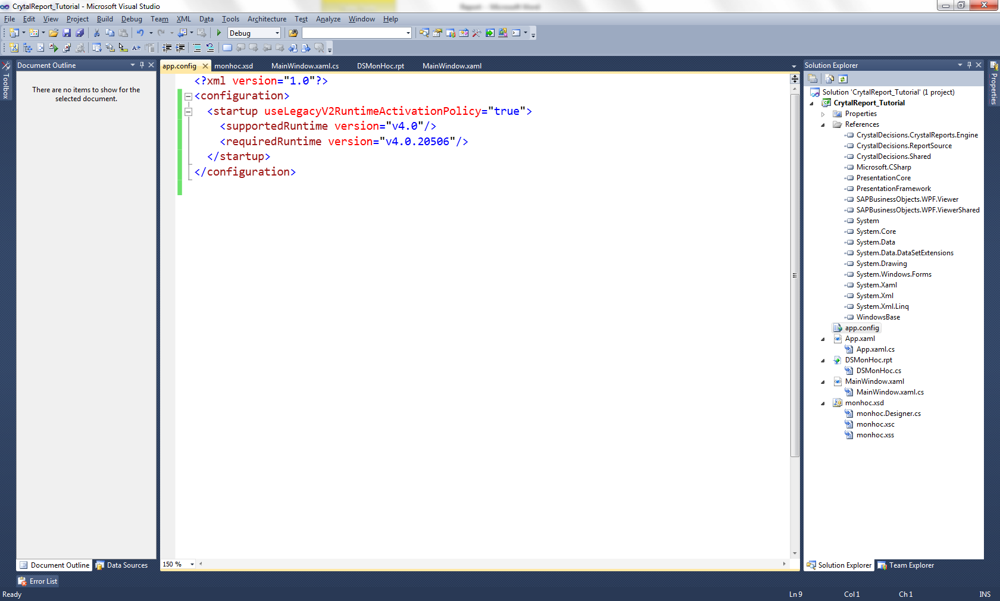 CrytalReport_Tutorial - Microsoft Visual Studio
File Edit View Project Build Debug Team XML Data Tools Architecture Test Analyze Window Help
Debug
Toolbox
Document Outline
There are no items to show for the
selected document.
app.config monhoc.xsd MainWindow.xaml.cs DSMonHoc.rpt MainWindow.xaml
<?xml version="1.0"?>
<configuration>
<startup useLegacyV2RuntimeActivationPolicy="true">
<supportedRuntime version="v4.0"/>
<requiredRuntime version="v4.0.20506"/>
</startup>
</configuration>
150 %
Solution Explorer
Properties
Solution 'CrytalReport_Tutorial' (1 project)
CrytalReport_Tutorial
Properties
References
CrystalDecisions.CrystalReports.Engine
CrystalDecisions.ReportSource
CrystalDecisions.Shared
Microsoft.CSharp
PresentationCore
PresentationFramework
SAPBusinessObjects.WPF.Viewer
SAPBusinessObjects.WPF.ViewerShared
System
System.Core
System.Data
System.Data.DataSetExtensions
System.Drawing
System.Windows.Forms
System.Xaml
System.Xml
System.Xml.Linq
WindowsBase
app.config
App.xaml
App.xaml.cs
DSMonHoc.rpt
DSMonHoc.cs
MainWindow.xaml
MainWindow.xaml.cs
monhoc.xsd
monhoc.Designer.cs
monhoc.xsc
monhoc.xss
Document Outline Data Sources
Solution Explorer Team Explorer
Error List
Ready Ln 9 Col 1 Ch 1 INS